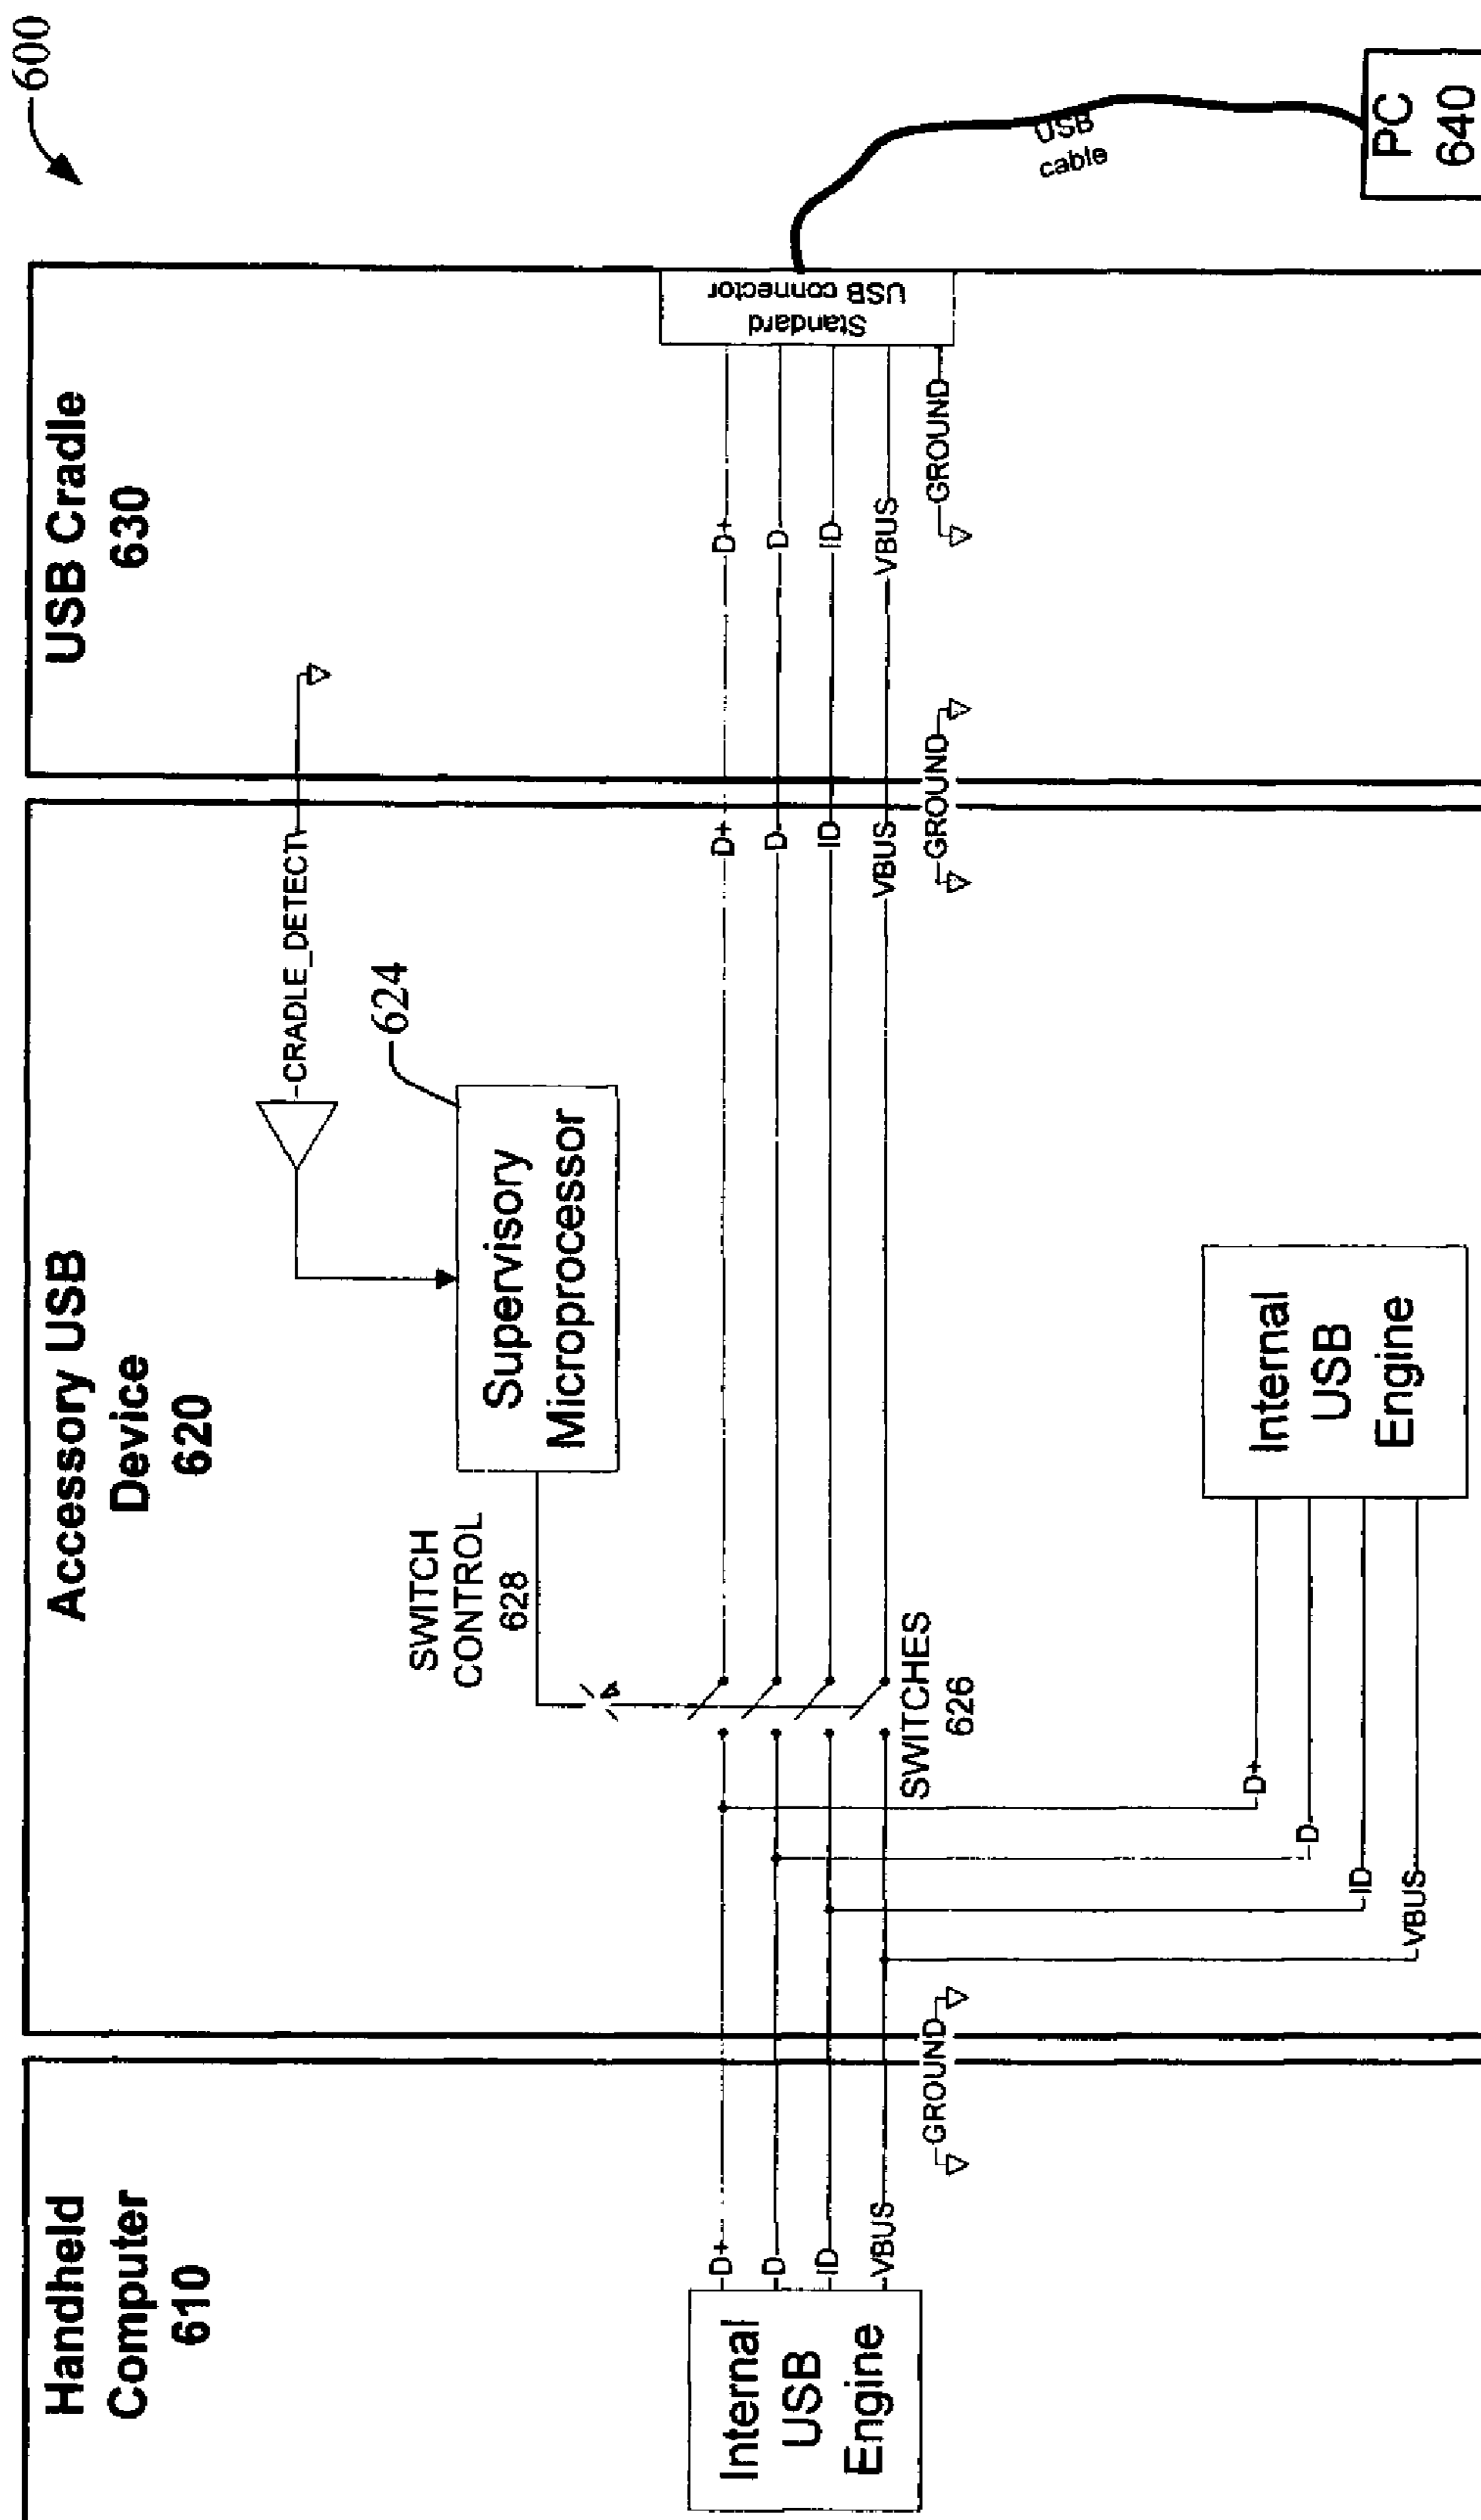 600
Handheld
Computer
610
Internal
USB
Engine
D+
D
ID
VBUS
GROUND
Accessory USB
Device
620
CRADLE_DETECT\
624
Supervisory
Microprocessor
SWITCH
CONTROL
628
SWITCHES
626
D+
D
ID
VBUS
GROUND
D+
D
ID
VBUS
Internal
USB
Engine
USB Cradle
630
D+
D
ID
VBUS
GROUND
Standard
USB connector
USB
cable
PC
640